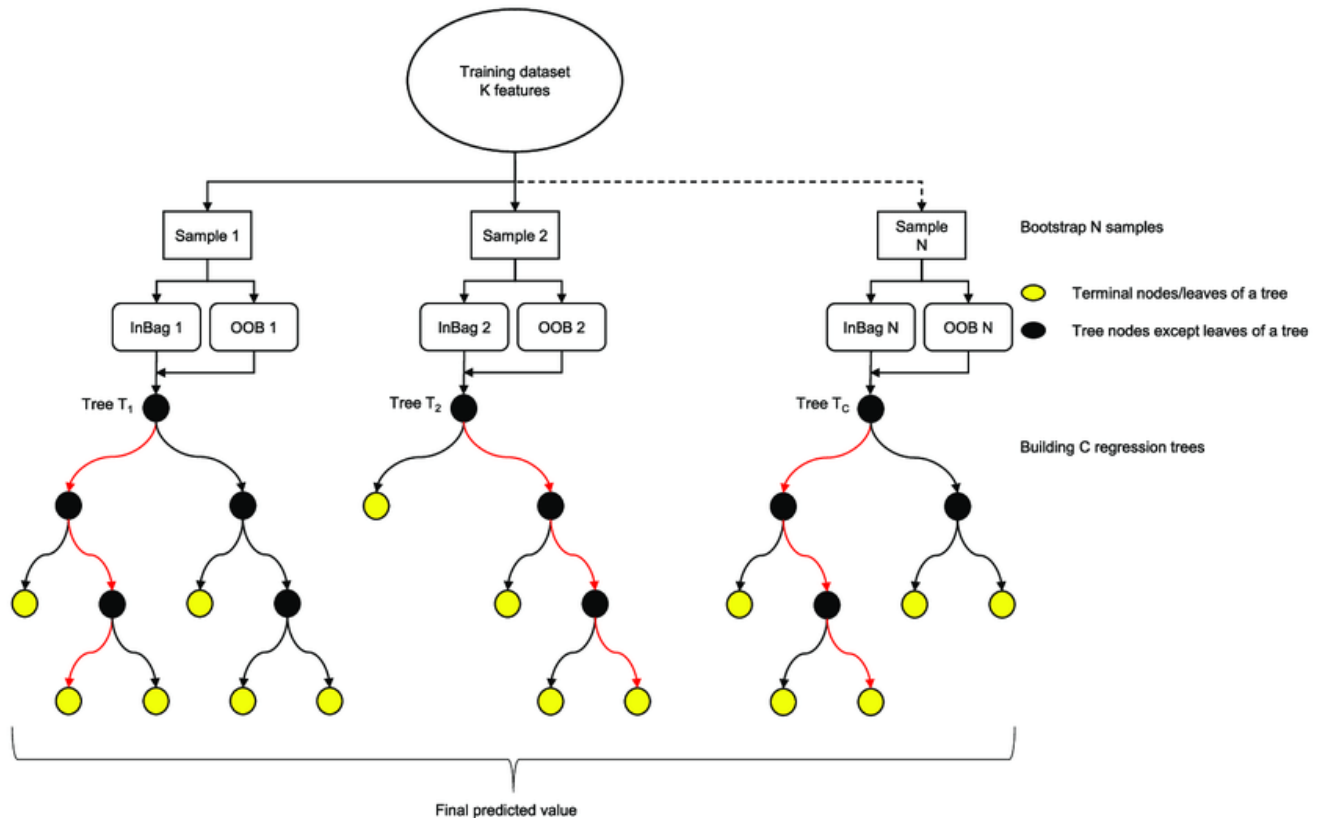 Training dataset
K features
Sample 1
Sample 2
Sample
N
Bootstrap N samples
InBag 1
OOB 1
InBag 2
OOB 2
InBag N
OOB N
Terminal nodes/leaves of a tree
Tree nodes except leaves of a tree
Tree T1
Tree T2
Tree TC
Building C regression trees
Final predicted value